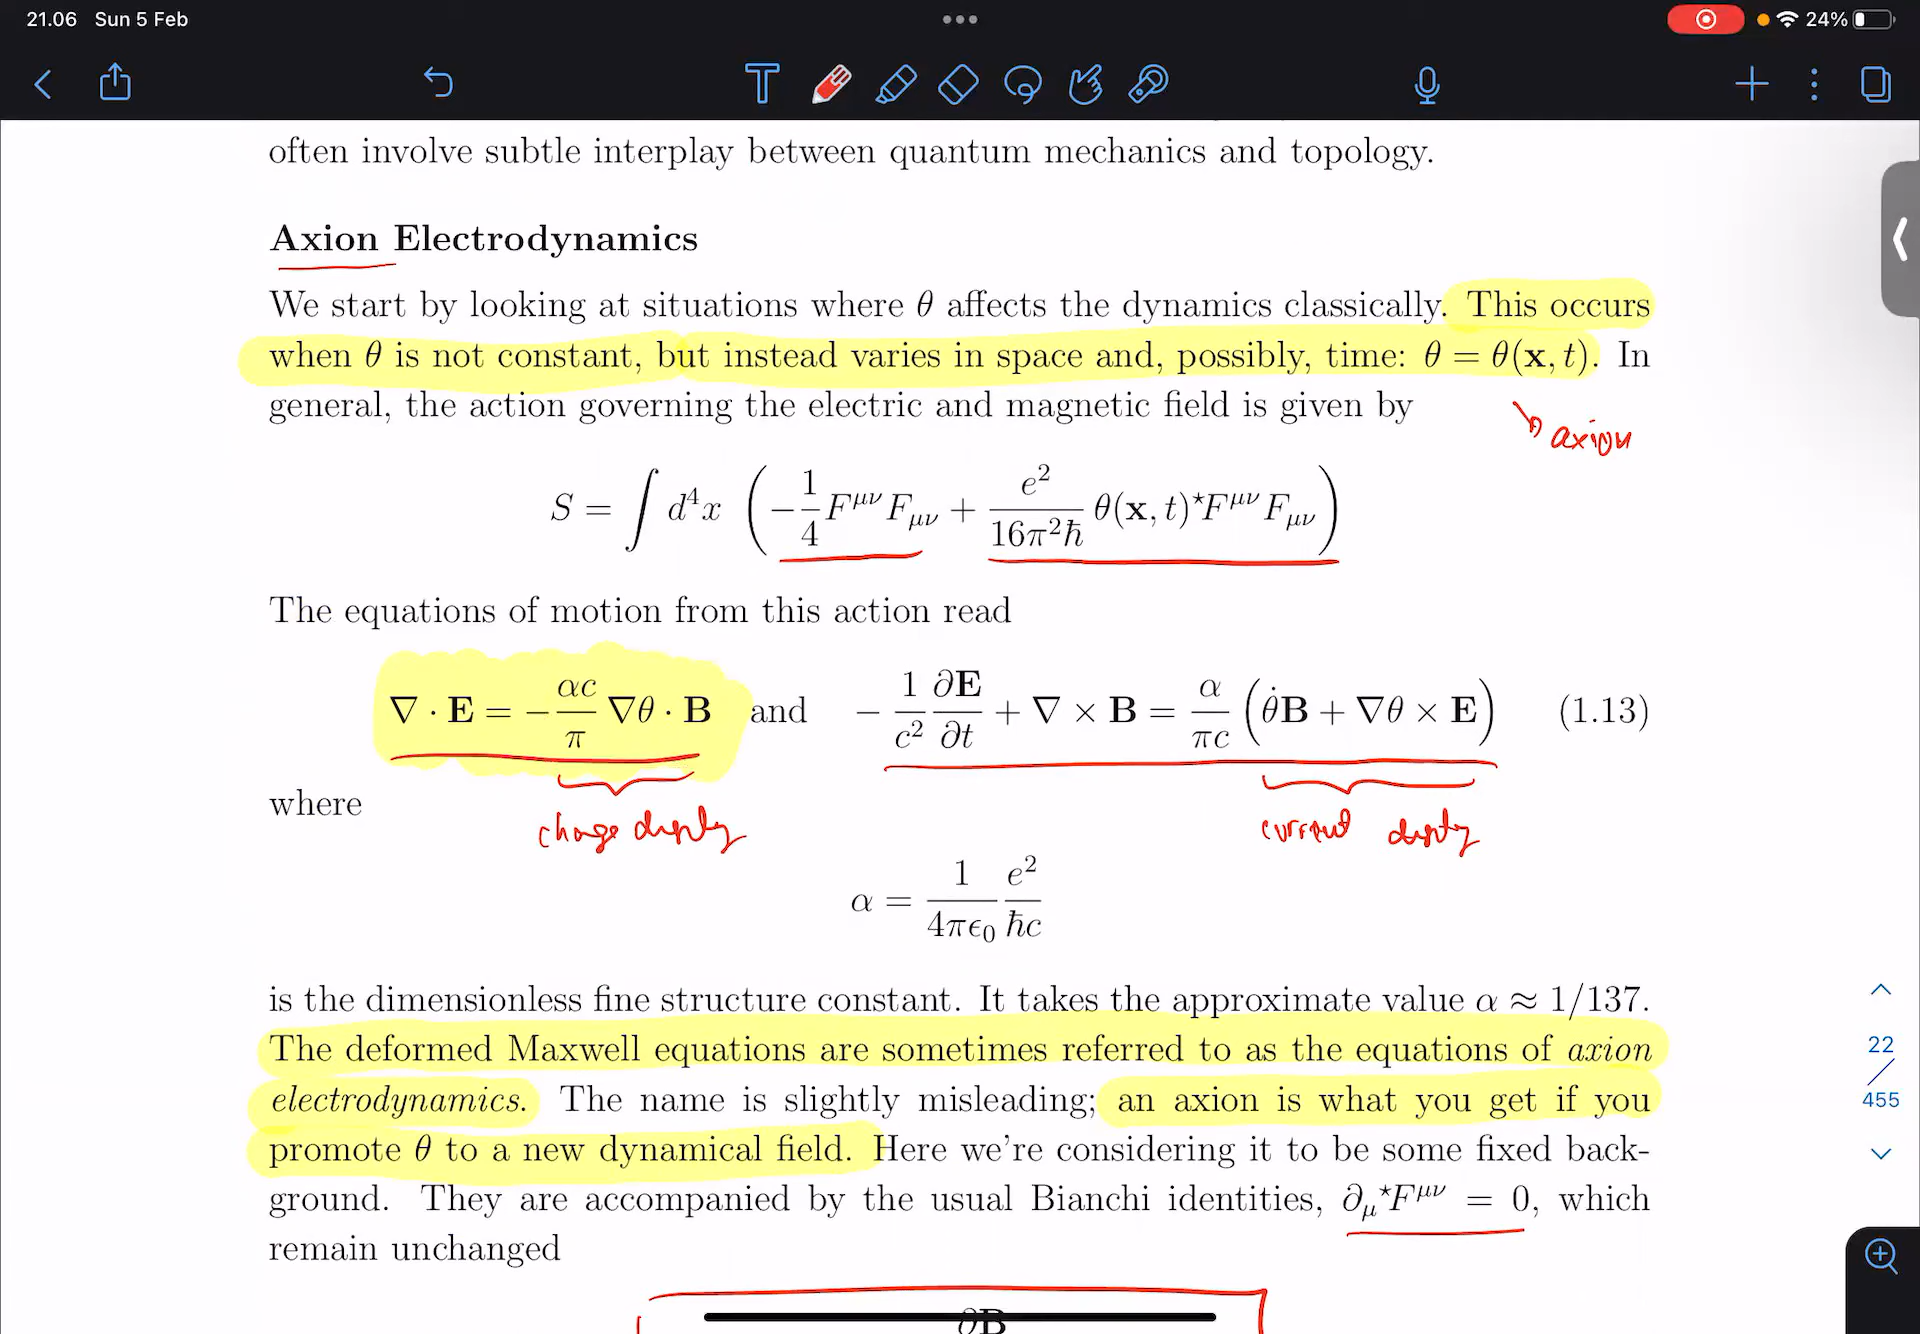 21.06 Sun 5 Feb
24%
often involve subtle interplay between quantum mechanics and topology.
Axion Electrodynamics
We start by looking at situations where θ affects the dynamics classically. This occurs
when θ is not constant, but instead varies in space and, possibly, time: θ = θ(x, t). In
general, the action governing the electric and magnetic field is given by
axion
S = ∫ d⁴x ( −1/4 F^{μν} F_{μν} + e²/16π²ℏ θ(x, t) ⋆F^{μν} F_{μν} )
The equations of motion from this action read
∇ · E = − αc/π ∇θ · B and − 1/c² ∂E/∂t + ∇ × B = α/πc ( θ̇B + ∇θ × E ) (1.13)
where
charge density
current density
α = 1/4πϵ₀ e²/ℏc
is the dimensionless fine structure constant. It takes the approximate value α ≈ 1/137.
The deformed Maxwell equations are sometimes referred to as the equations of axion
electrodynamics. The name is slightly misleading; an axion is what you get if you
promote θ to a new dynamical field. Here we're considering it to be some fixed back-
ground. They are accompanied by the usual Bianchi identities, ∂_μ ⋆F^{μν} = 0, which
remain unchanged
∂B
22
/
455